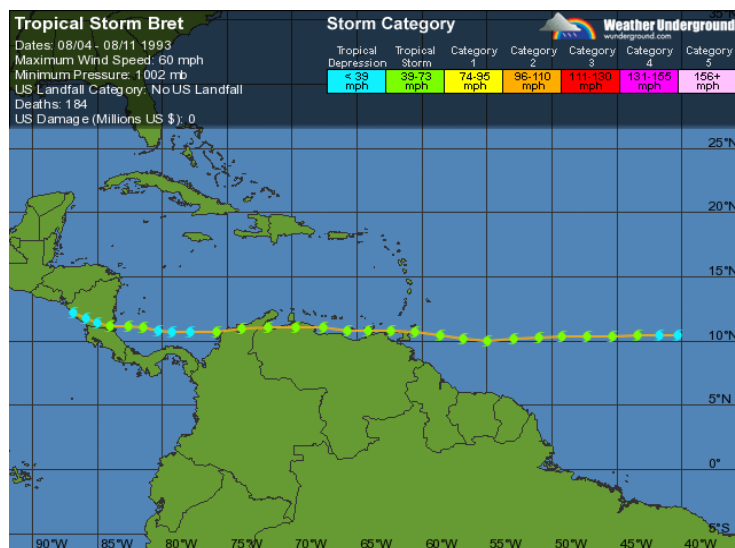 Tropical Storm Bret
Dates: 08/04 - 08/11 1993
Maximum Wind Speed: 60 mph
Minimum Pressure: 1002 mb
US Landfall Category: No US Landfall
Deaths: 184
US Damage (Millions US $): 0
Storm Category
Weather Underground
wunderground.com
Tropical Depression
< 39 mph
Tropical Storm
39-73 mph
Category 1
74-95 mph
Category 2
96-110 mph
Category 3
111-130 mph
Category 4
131-155 mph
Category 5
156+ mph
25°N
20°N
15°N
10°N
5°N
0°
5°S
90°W 85°W 80°W 75°W 70°W 65°W 60°W 55°W 50°W 45°W 40°W